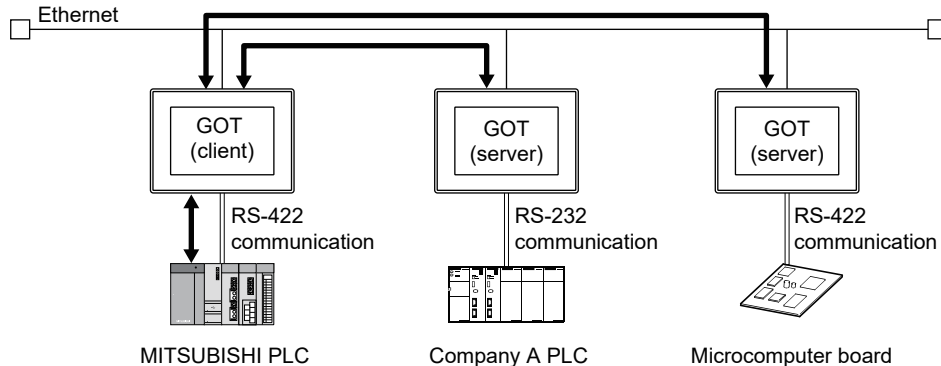 Ethernet
GOT
(client)
GOT
(server)
GOT
(server)
RS-422
communication
RS-232
communication
RS-422
communication
MITSUBISHI PLC
Company A PLC
Microcomputer board